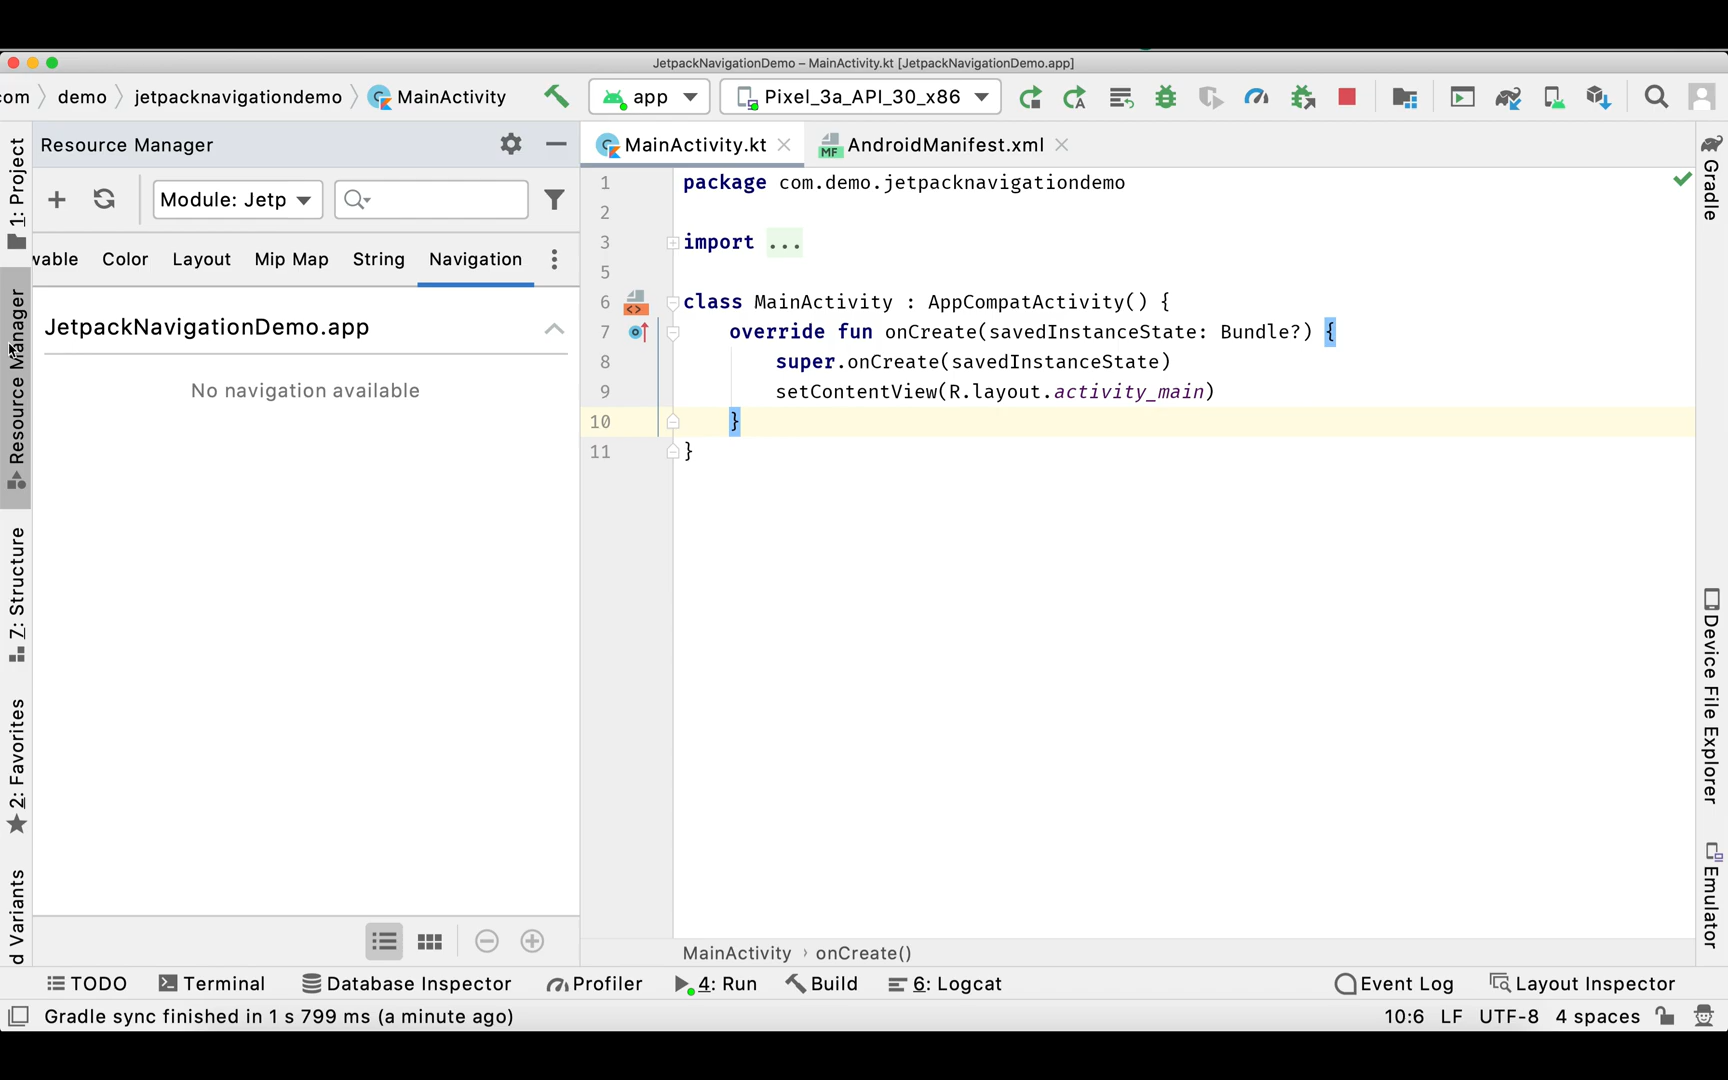 JetpackNavigationDemo – MainActivity.kt [JetpackNavigationDemo.app]
om demo jetpacknavigationdemo MainActivity app Pixel_3a_API_30_x86
Resource Manager
Module: Jetp
wable Color Layout Mip Map String Navigation
JetpackNavigationDemo.app
No navigation available
1: Project
Resource Manager
7: Structure
2: Favorites
d Variants
MainActivity.kt AndroidManifest.xml
MF
1 package com.demo.jetpacknavigationdemo
2
3 import ...
5
6 class MainActivity : AppCompatActivity() {
7 override fun onCreate(savedInstanceState: Bundle?) {
8 super.onCreate(savedInstanceState)
9 setContentView(R.layout.activity_main)
10 }
11 }
MainActivity › onCreate()
Gradle
Device File Explorer
Emulator
TODO Terminal Database Inspector Profiler 4: Run Build 6: Logcat Event Log Layout Inspector
Gradle sync finished in 1 s 799 ms (a minute ago) 10:6 LF UTF-8 4 spaces